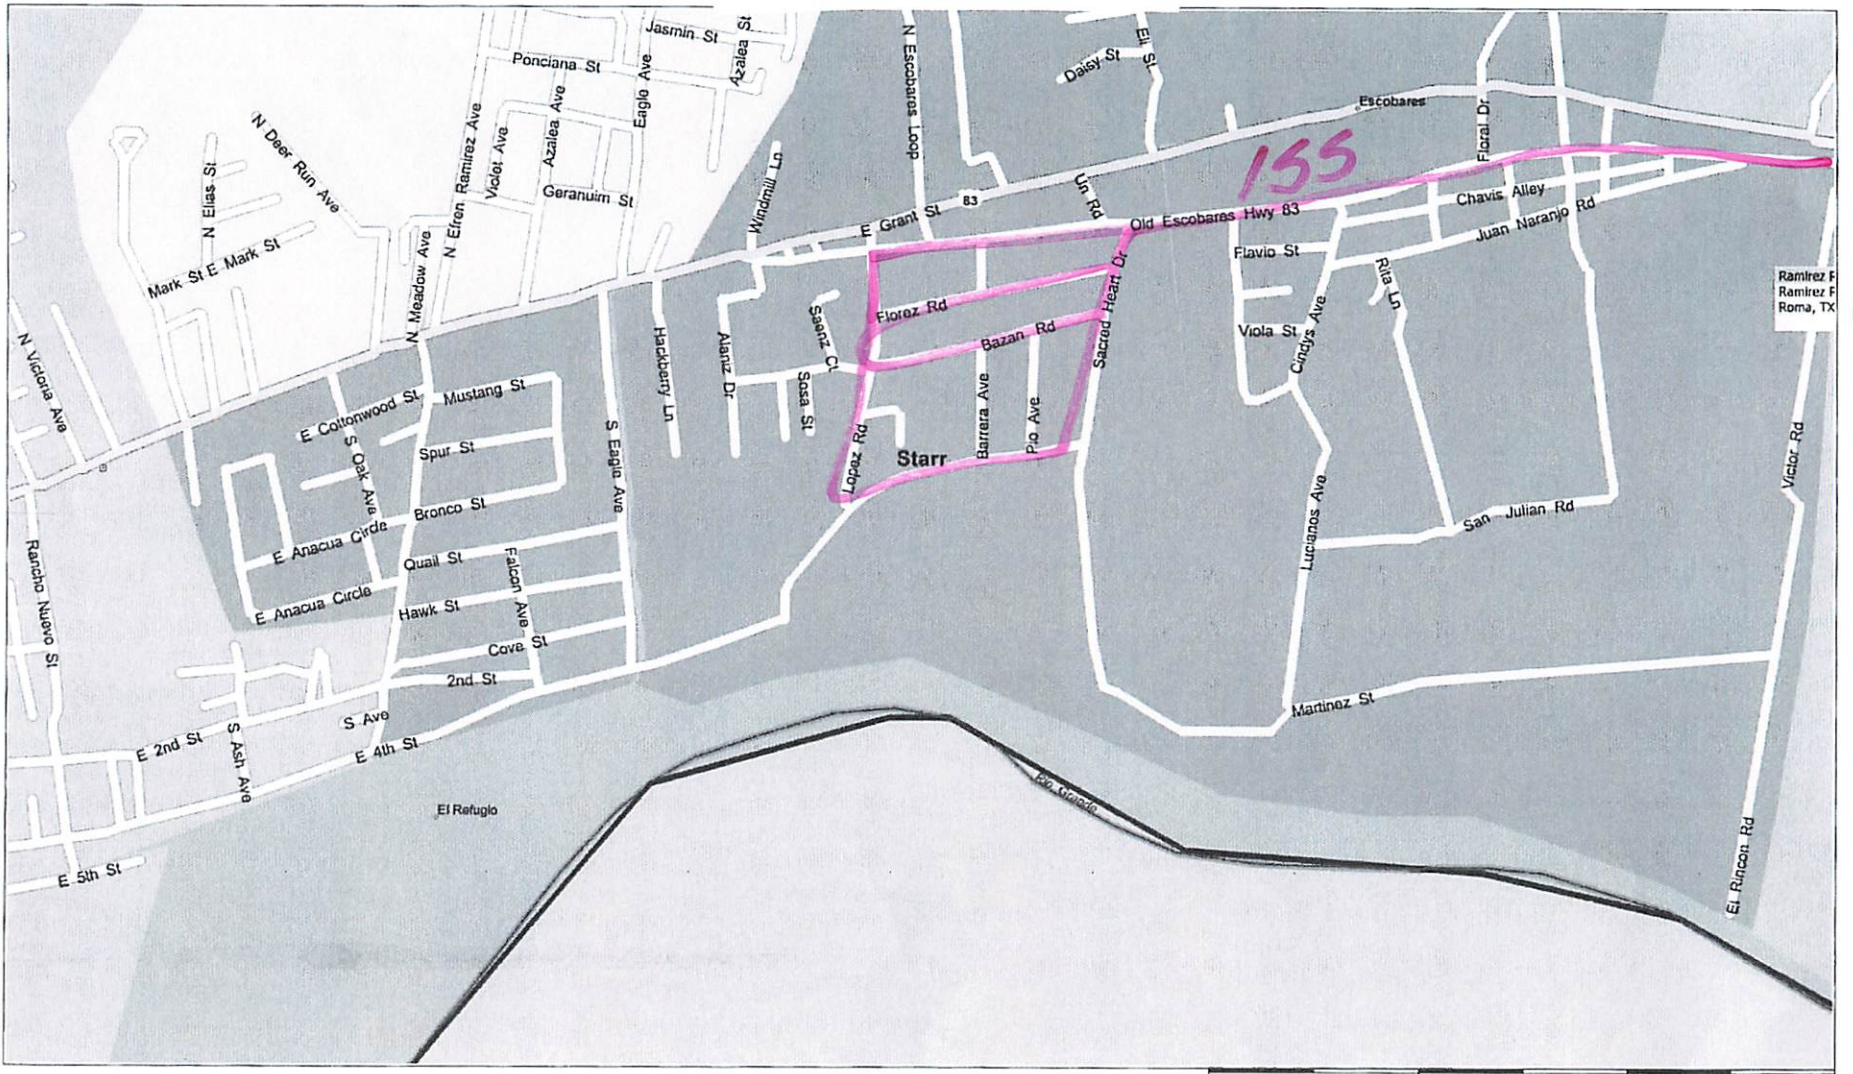 Jasmin St
Azalea St
Ponciana St
Eagle Ave
N Escobares Loop
Eli St
Daisy St
Escobares
Floral Dr
N Deer Run Ave
N Elias St
N Efren Ramirez Ave
Violet Ave
Azalea Ave
Geranuim St
Windmill Ln
83
Un Rd
155
Chavis Alley
E Grant St
Old Escobares Hwy 83
Juan Naranjo Rd
Mark St
E Mark St
N Meadow Ave
Flavio St
Rita Ln
Ramirez
Ramirez
Roma, TX
Florez Rd
Bazan Rd
Sacred Heart Dr
Viola St
Cindys Ave
N Victoria Ave
Hackberry Ln
Alaniz Dr
Saenz Ct
Sosa St
Mustang St
E Cottonwood St
Spur St
S Oak Ave
S Eagle Ave
Lopez Rd
Starr
Barrera Ave
Pio Ave
Victor Rd
Bronco St
E Anacua Circle
Quail St
Falcon Ave
Lucianos Ave
San Julian Rd
E Anacua Circle
Hawk St
Rancho Nuevo St
Cove St
2nd St
S Ave
Martinez St
E 2nd St
S Ash Ave
E 4th St
Rio Grande
El Refugio
E 5th St
El Rincon Rd